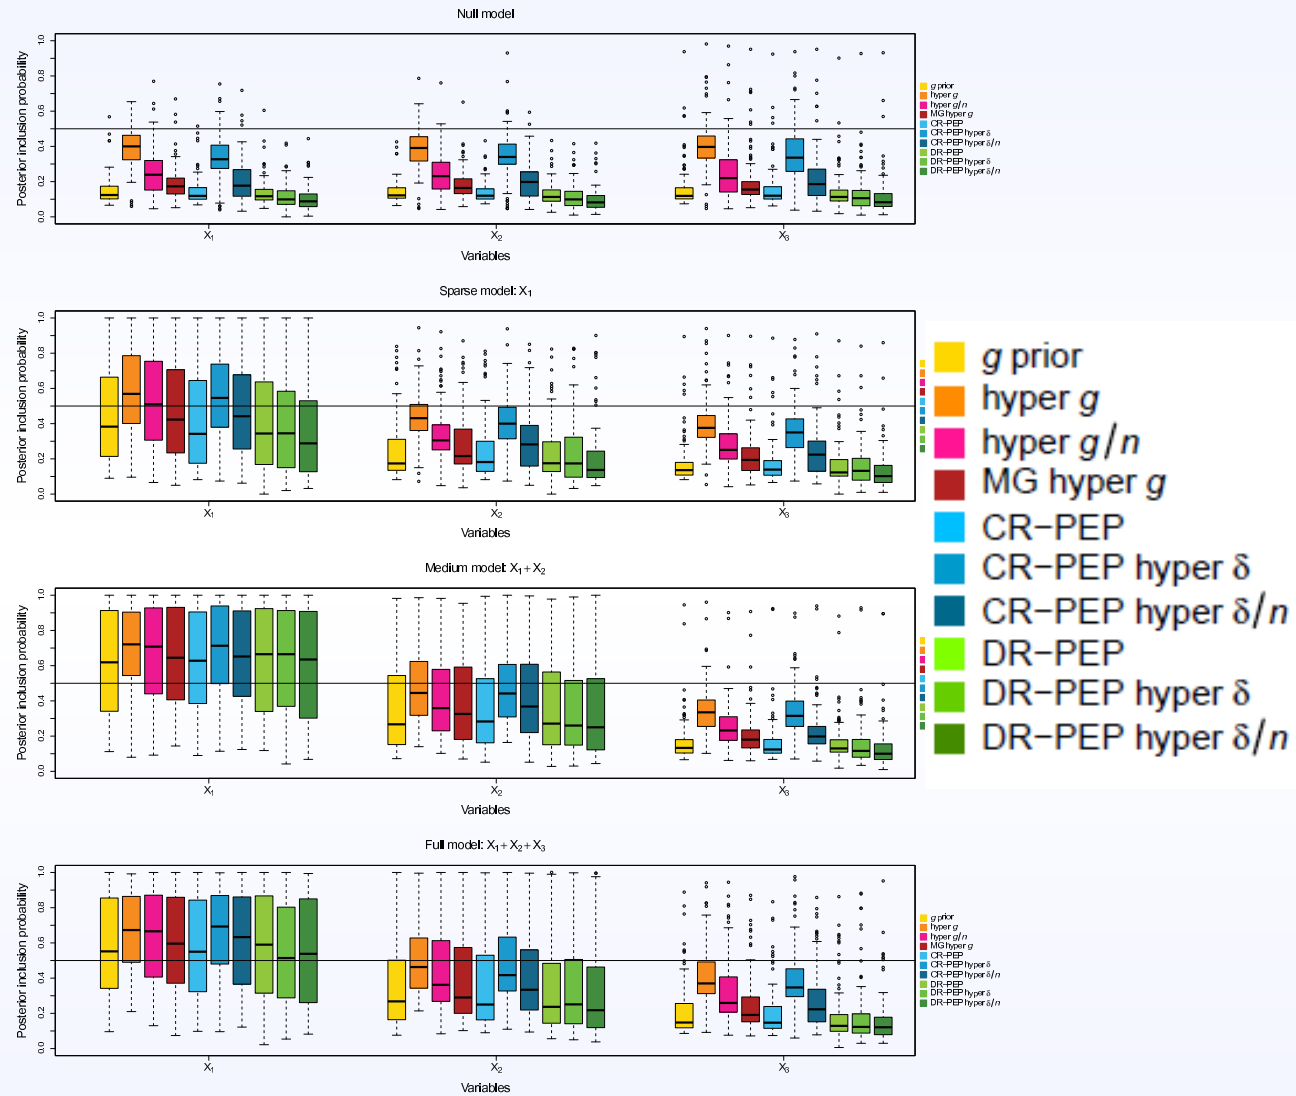 Null model
Posterior inclusion probability
0.0 0.2 0.4 0.6 0.8 1.0
X1 X2 X3
Variables
g prior
hyper g
hyper g/n
MG hyper g
CR−PEP
CR−PEP hyper δ
CR−PEP hyper δ/n
DR−PEP
DR−PEP hyper δ
DR−PEP hyper δ/n
Sparse model: X1
Posterior inclusion probability
0.0 0.2 0.4 0.6 0.8 1.0
X1 X2 X3
Variables
g prior
hyper g
hyper g/n
MG hyper g
CR−PEP
CR−PEP hyper δ
CR−PEP hyper δ/n
DR−PEP
DR−PEP hyper δ
DR−PEP hyper δ/n
Medium model: X1 + X2
Posterior inclusion probability
0.0 0.2 0.4 0.6 0.8 1.0
X1 X2 X3
Variables
Full model: X1 + X2 + X3
Posterior inclusion probability
0.0 0.2 0.4 0.6 0.8 1.0
X1 X2 X3
Variables
g prior
hyper g
hyper g/n
MG hyper g
CR−PEP
CR−PEP hyper δ
CR−PEP hyper δ/n
DR−PEP
DR−PEP hyper δ
DR−PEP hyper δ/n